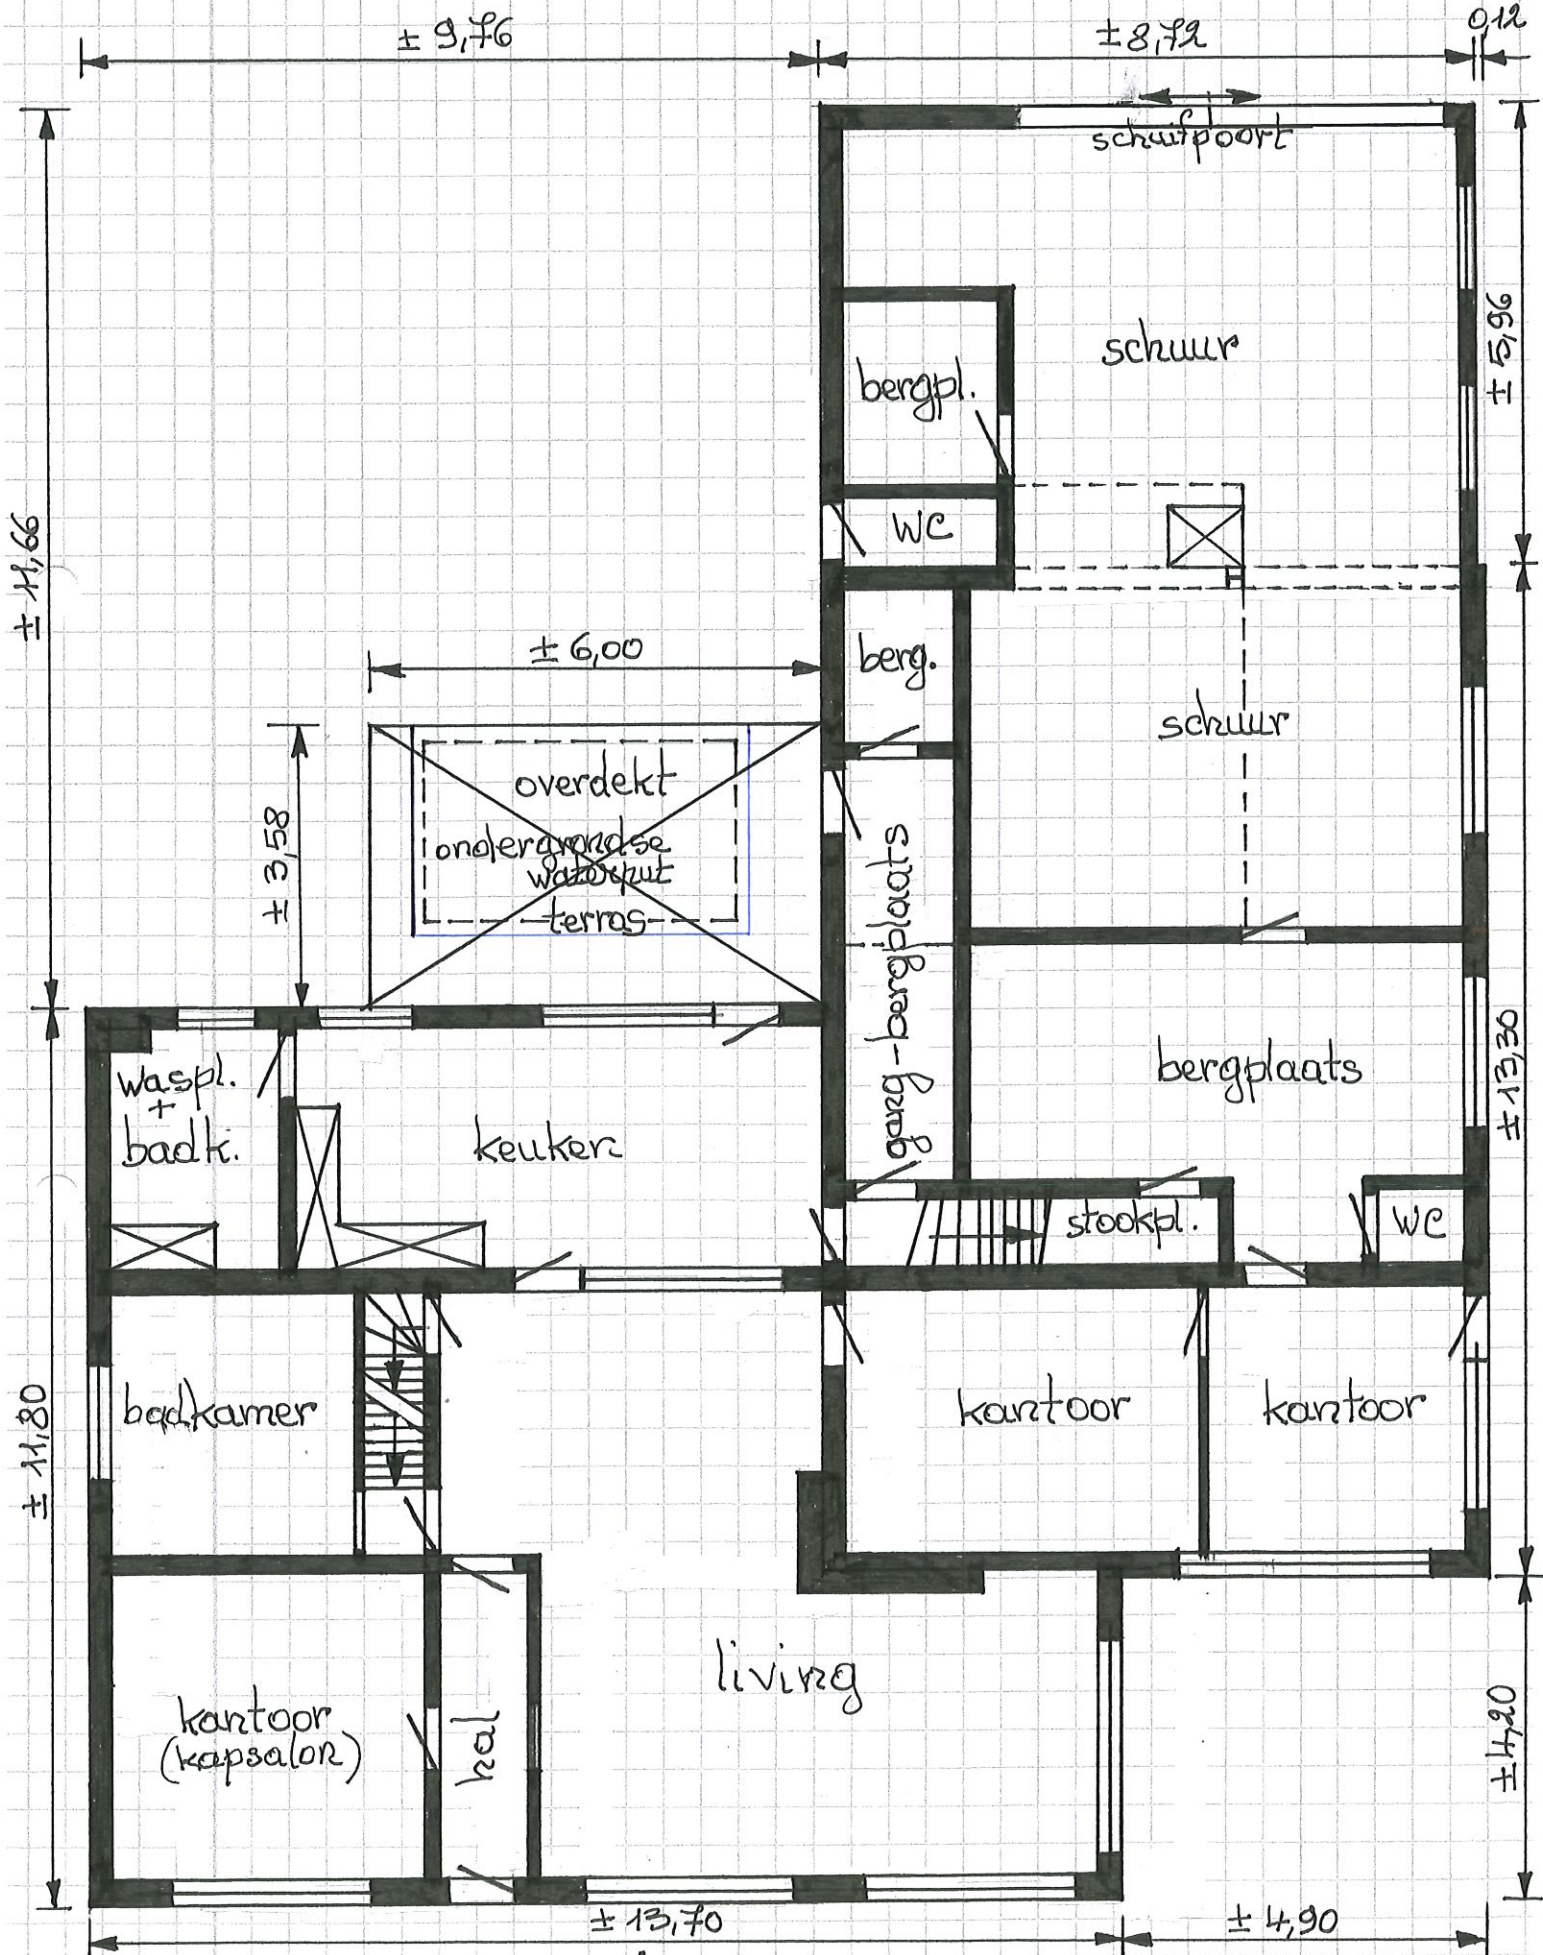 ± 9,76
± 8,72
0,12
schuifpoort
schuur
± 5,96
bergpl.
WC
± 11,66
± 6,00
berg.
schuur
± 3,58
overdekt
ondergrondse
waterput
terras
gang-bergplaats
bergplaats
± 13,30
waspl.
+
badk.
keuken
stookpl.
WC
badkamer
kantoor
kantoor
± 11,80
living
kantoor
(kapsalon)
hal
± 4,20
± 13,70
± 4,90